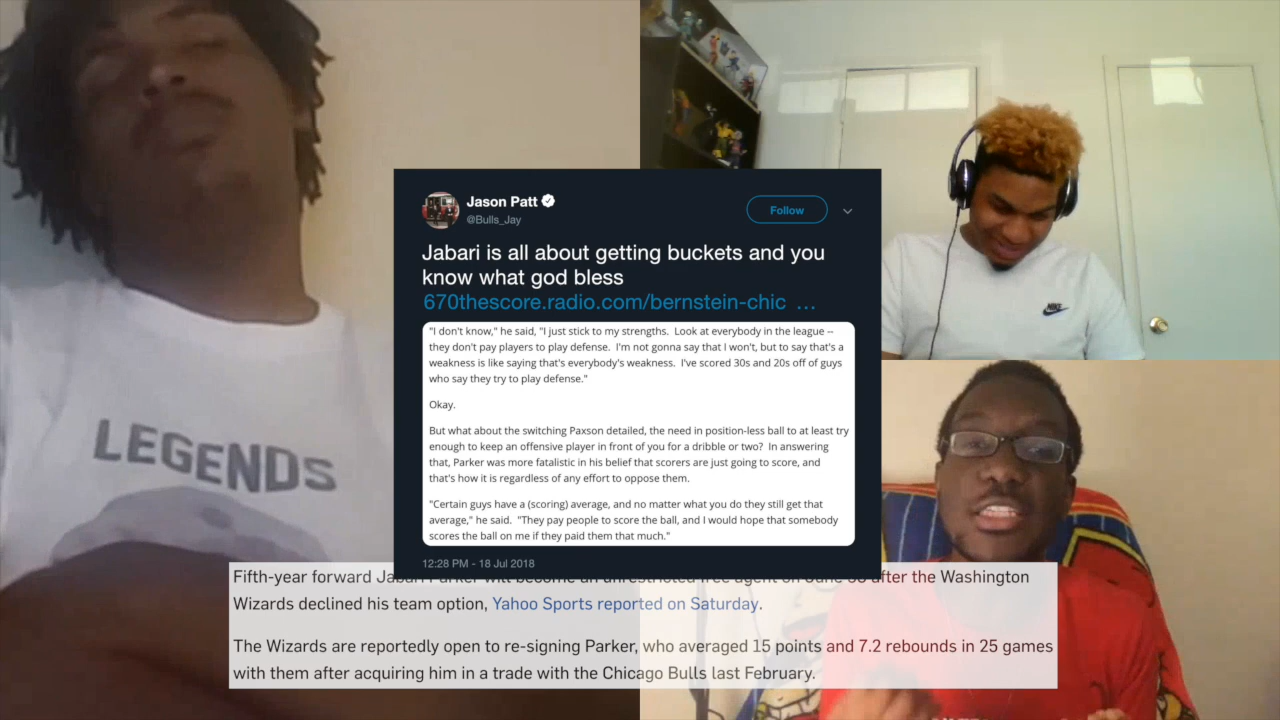 Jason Patt
@Bulls_Jay
Follow
Jabari is all about getting buckets and you
know what god bless
670thescore.radio.com/bernstein-chic ...
"I don't know," he said, "I just stick to my strengths. Look at everybody in the league --
they don't pay players to play defense. I'm not gonna say that I won't, but to say that's a
weakness is like saying that's everybody's weakness. I've scored 30s and 20s off of guys
who say they try to play defense."
Okay.
But what about the switching Paxson detailed, the need in position-less ball to at least try
enough to keep an offensive player in front of you for a dribble or two? In answering
that, Parker was more fatalistic in his belief that scorers are just going to score, and
that's how it is regardless of any effort to oppose them.
"Certain guys have a (scoring) average, and no matter what you do they still get that
average," he said. "They pay people to score the ball, and I would hope that somebody
scores the ball on me if they paid them that much."
12:28 PM - 18 Jul 2018
Fifth-year forward after the Washington
Wizards declined his team option, Yahoo Sports reported on Saturday.
The Wizards are reportedly open to re-signing Parker, who averaged 15 points and 7.2 rebounds in 25 games
with them after acquiring him in a trade with the Chicago Bulls last February.
LEGENDS
NIKE